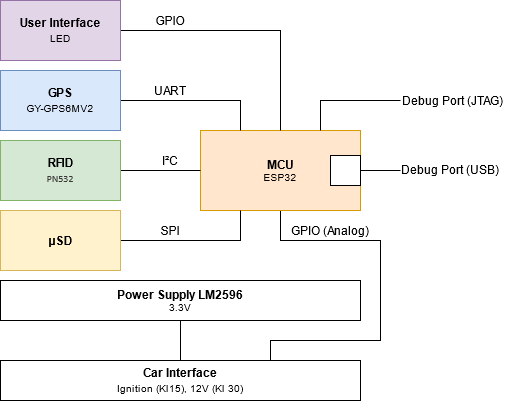 User Interface
LED
GPIO
GPS
GY-GPS6MV2
UART
Debug Port (JTAG)
RFID
PN532
I²C
MCU
ESP32
Debug Port (USB)
µSD
SPI
GPIO (Analog)
Power Supply LM2596
3.3V
Car Interface
Ignition (Kl15), 12V (Kl 30)